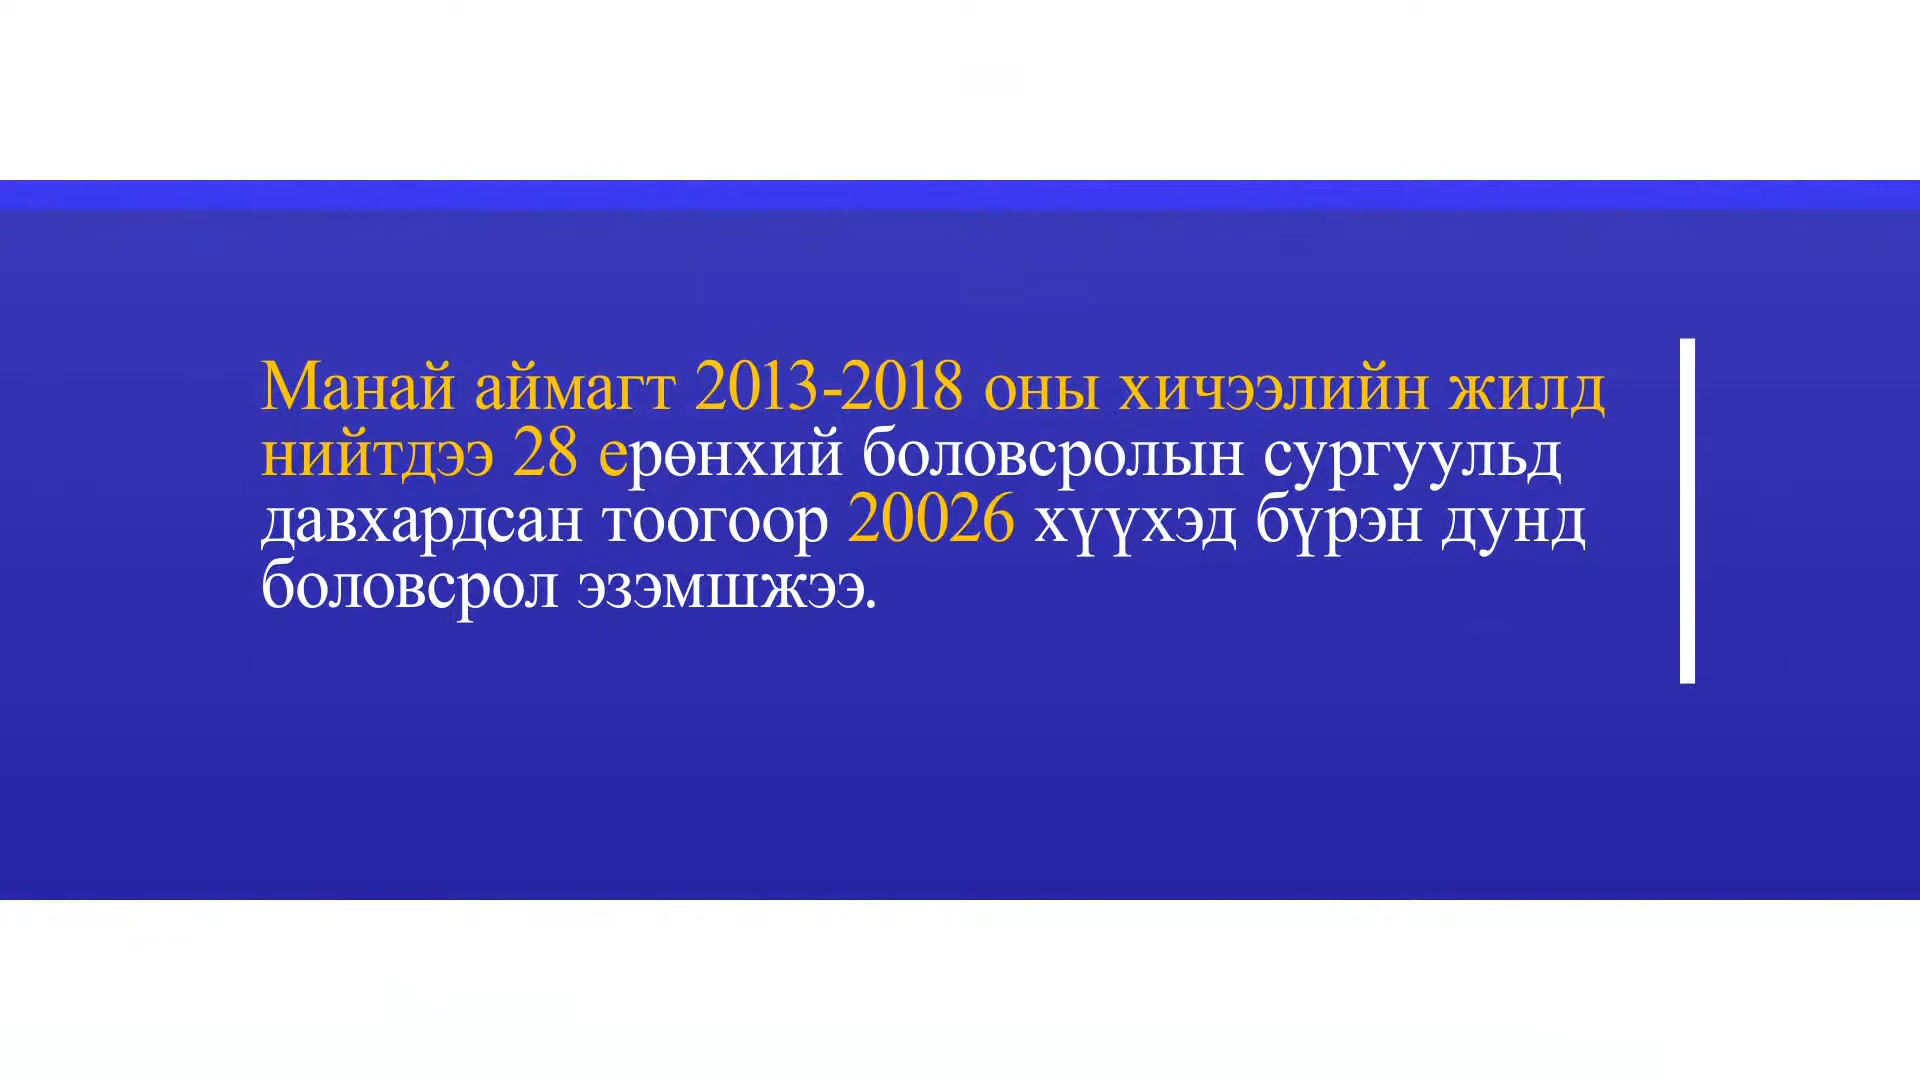 Манай аймагт 2013-2018 оны хичээлийн жилд
нийтдээ 28 ерөнхий боловсролын сургуульд
давхардсан тоогоор 20026 хүүхэд бүрэн дунд
боловсрол эзэмшжээ.